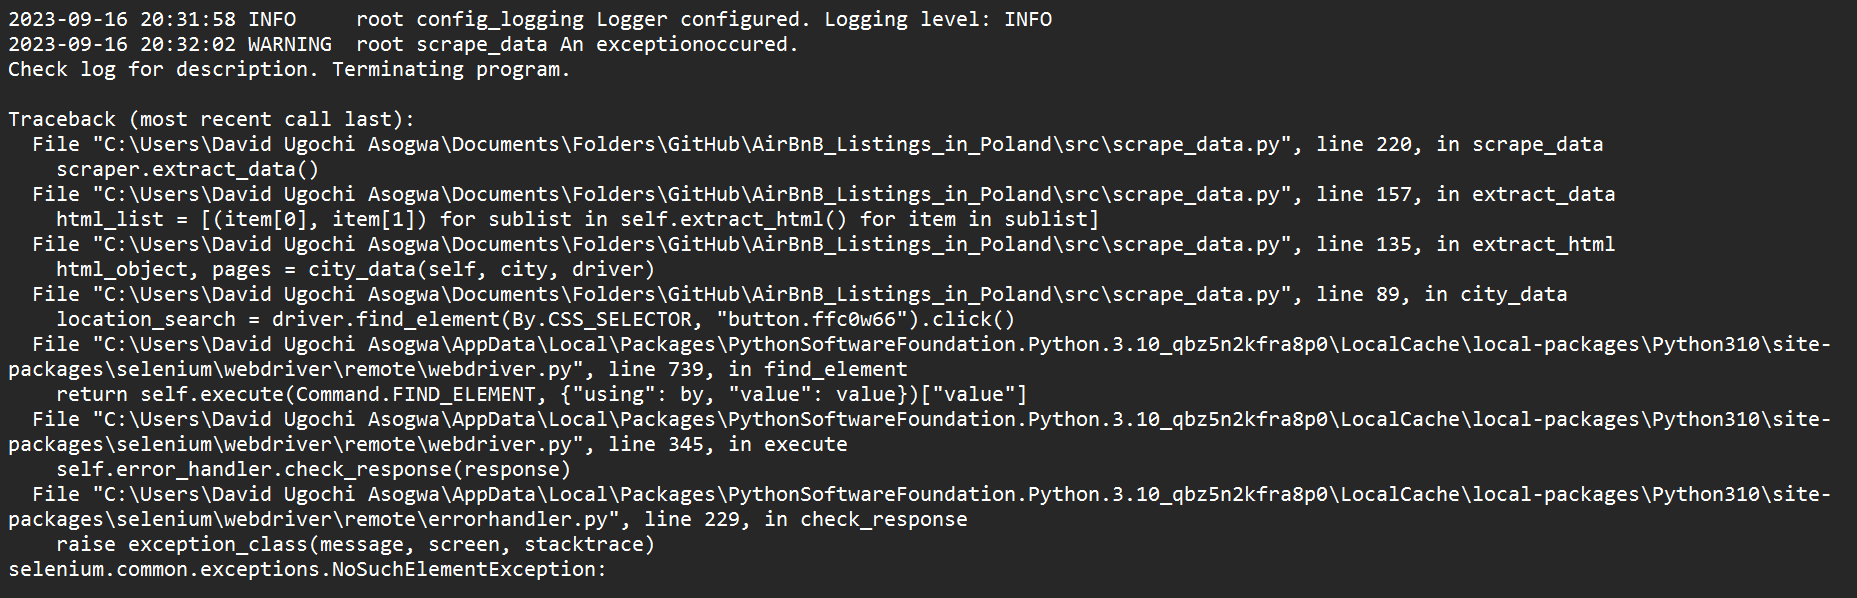 2023-09-16 20:31:58 INFO     root config_logging Logger configured. Logging level: INFO
2023-09-16 20:32:02 WARNING  root scrape_data An exceptionoccured.
Check log for description. Terminating program.

Traceback (most recent call last):
  File "C:\Users\David Ugochi Asogwa\Documents\Folders\GitHub\AirBnB_Listings_in_Poland\src\scrape_data.py", line 220, in scrape_data
    scraper.extract_data()
  File "C:\Users\David Ugochi Asogwa\Documents\Folders\GitHub\AirBnB_Listings_in_Poland\src\scrape_data.py", line 157, in extract_data
    html_list = [(item[0], item[1]) for sublist in self.extract_html() for item in sublist]
  File "C:\Users\David Ugochi Asogwa\Documents\Folders\GitHub\AirBnB_Listings_in_Poland\src\scrape_data.py", line 135, in extract_html
    html_object, pages = city_data(self, city, driver)
  File "C:\Users\David Ugochi Asogwa\Documents\Folders\GitHub\AirBnB_Listings_in_Poland\src\scrape_data.py", line 89, in city_data
    location_search = driver.find_element(By.CSS_SELECTOR, "button.ffc0w66").click()
  File "C:\Users\David Ugochi Asogwa\AppData\Local\Packages\PythonSoftwareFoundation.Python.3.10_qbz5n2kfra8p0\LocalCache\local-packages\Python310\site-
packages\selenium\webdriver\remote\webdriver.py", line 739, in find_element
    return self.execute(Command.FIND_ELEMENT, {"using": by, "value": value})["value"]
  File "C:\Users\David Ugochi Asogwa\AppData\Local\Packages\PythonSoftwareFoundation.Python.3.10_qbz5n2kfra8p0\LocalCache\local-packages\Python310\site-
packages\selenium\webdriver\remote\webdriver.py", line 345, in execute
    self.error_handler.check_response(response)
  File "C:\Users\David Ugochi Asogwa\AppData\Local\Packages\PythonSoftwareFoundation.Python.3.10_qbz5n2kfra8p0\LocalCache\local-packages\Python310\site-
packages\selenium\webdriver\remote\errorhandler.py", line 229, in check_response
    raise exception_class(message, screen, stacktrace)
selenium.common.exceptions.NoSuchElementException: